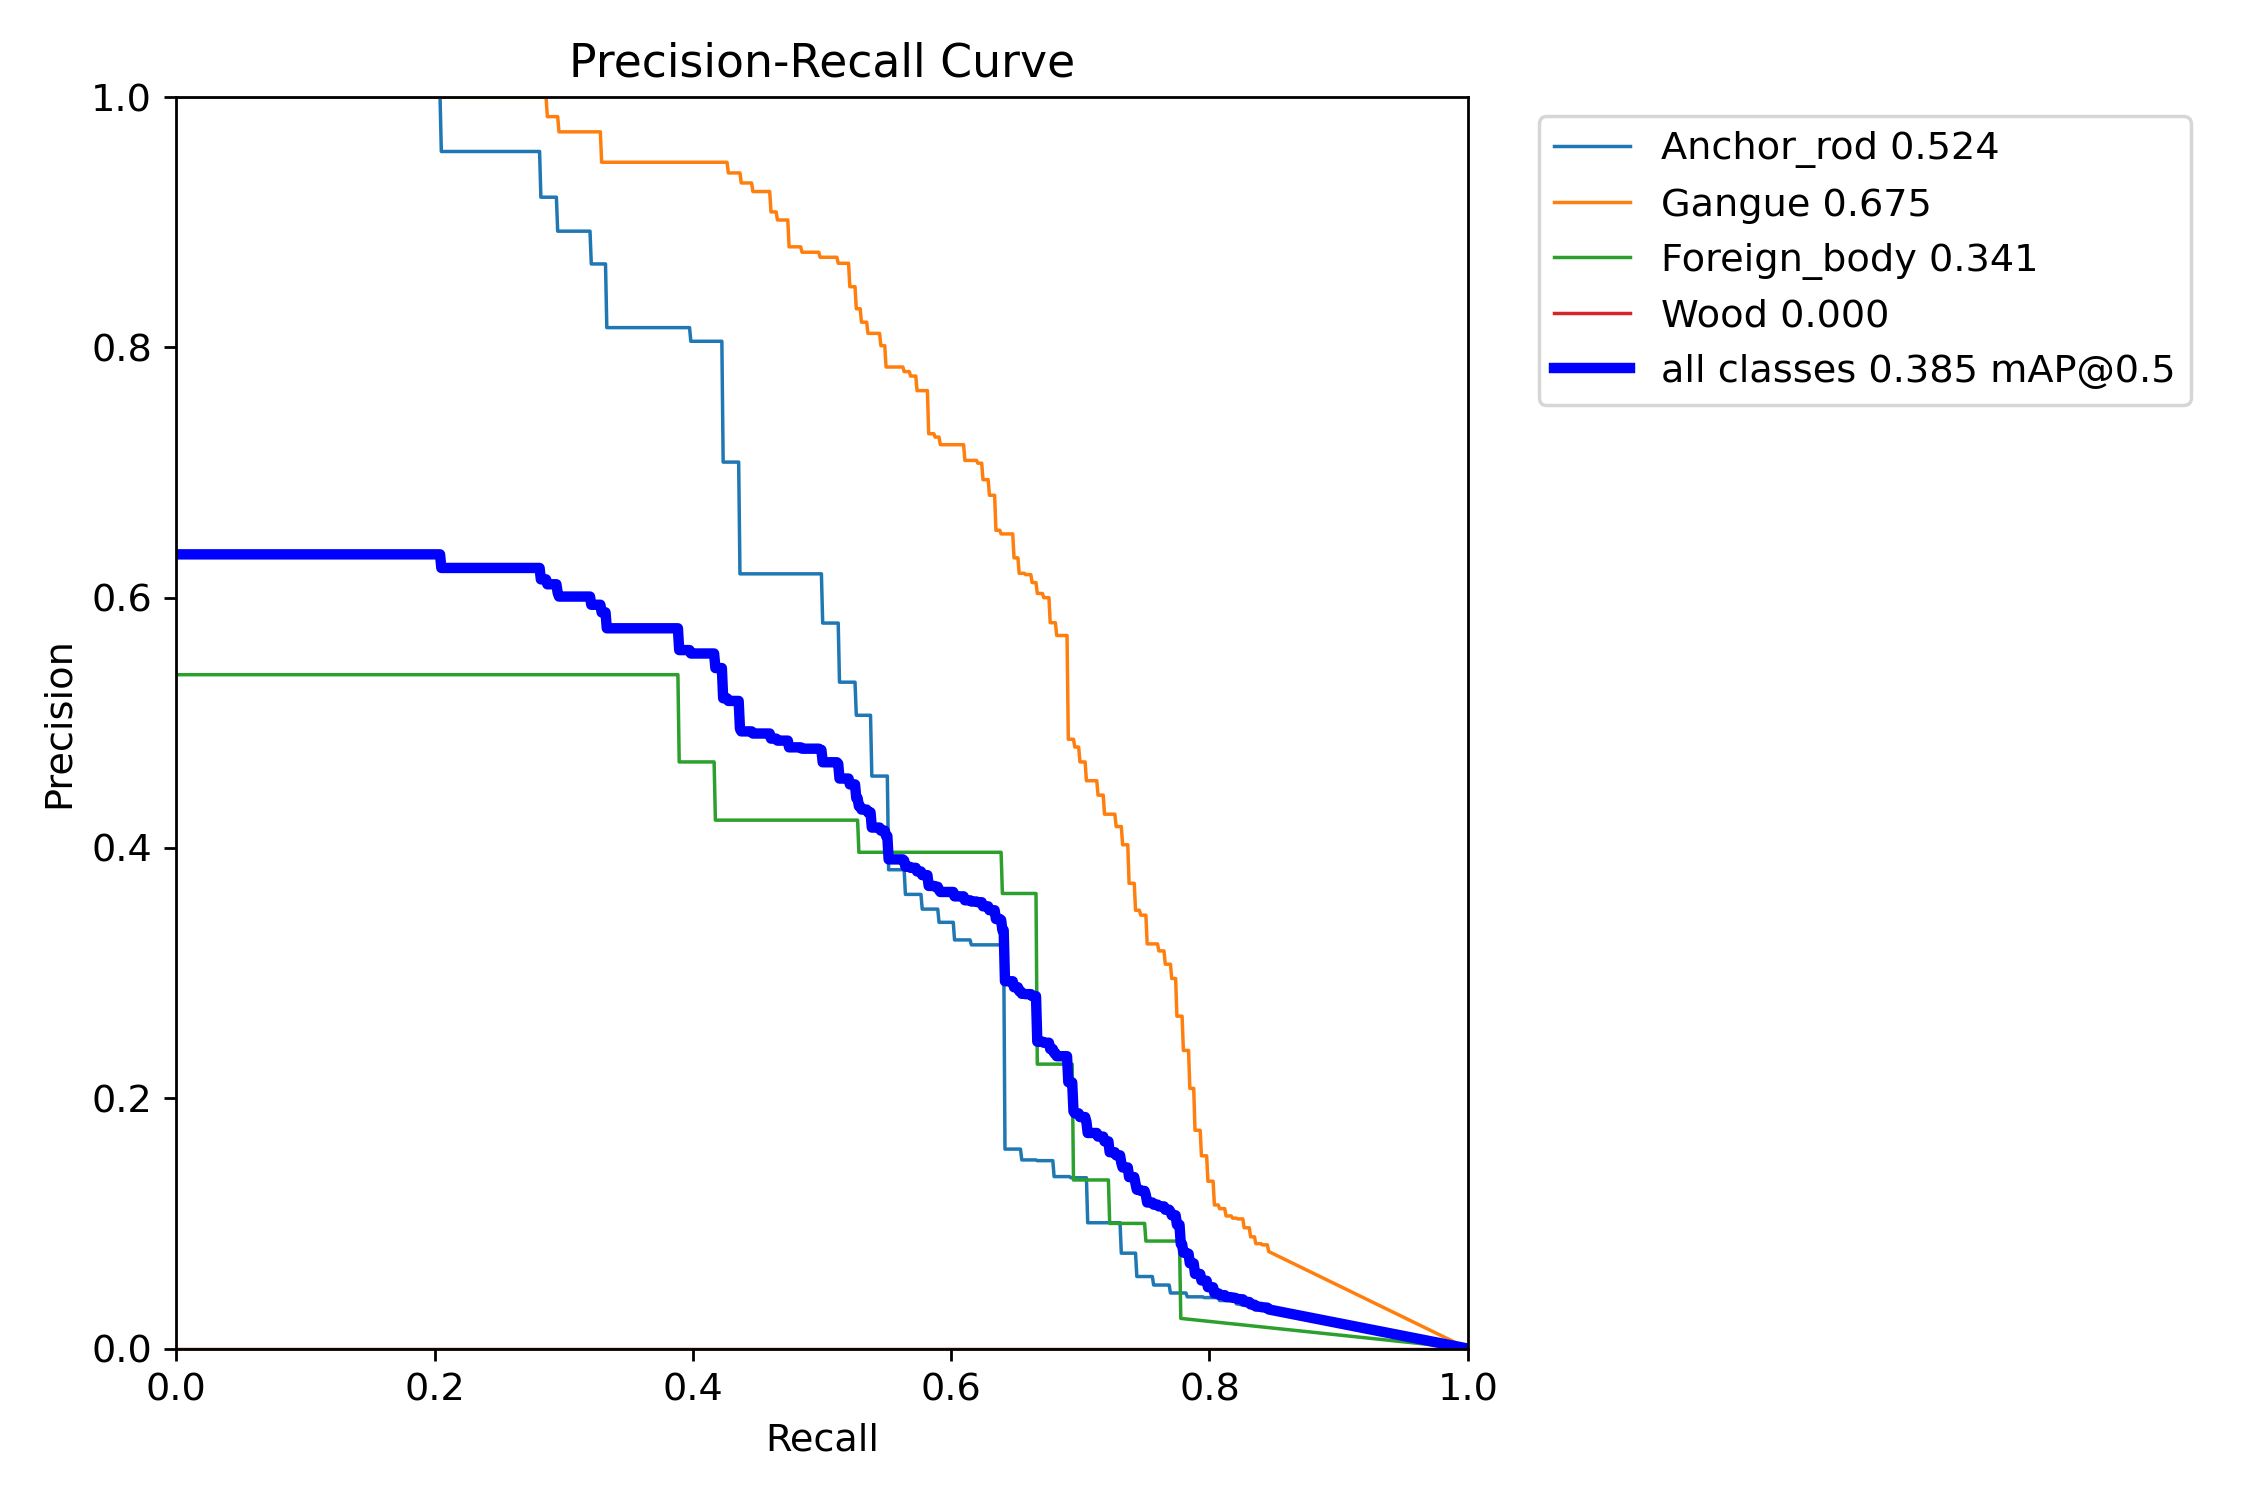 Precision-Recall Curve
1.0
0.8
0.6
0.4
0.2
0.0
Precision
0.0 0.2 0.4 0.6 0.8 1.0
Recall
Anchor_rod 0.524
Gangue 0.675
Foreign_body 0.341
Wood 0.000
all classes 0.385 mAP@0.5